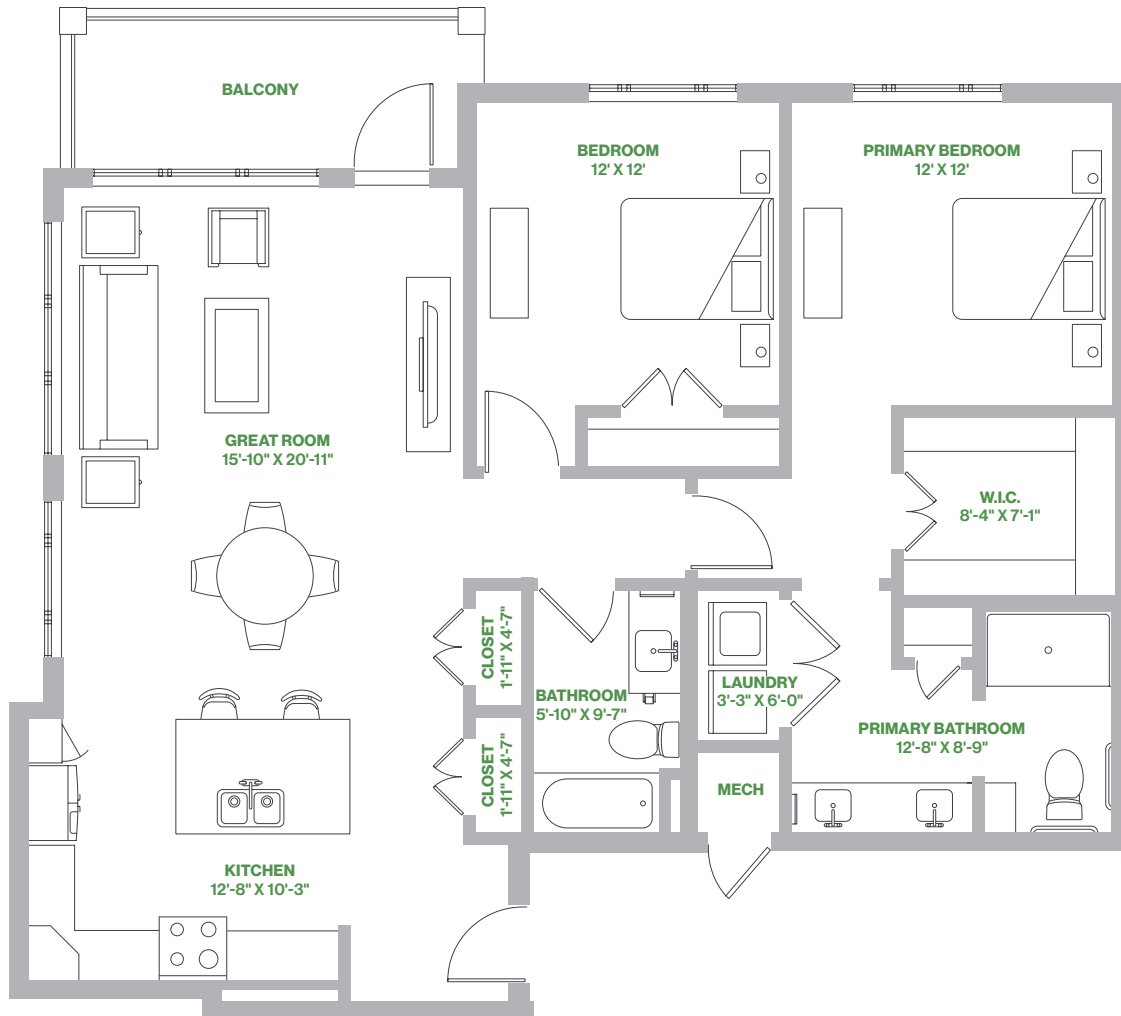 BALCONY
BEDROOM
12' X 12'
PRIMARY BEDROOM
12' X 12'
GREAT ROOM
15'-10" X 20'-11"
W.I.C.
8'-4" X 7'-1"
CLOSET
1'-11" X 4'-7"
BATHROOM
5'-10" X 9'-7"
LAUNDRY
3'-3" X 6'-0"
PRIMARY BATHROOM
12'-8" X 8'-9"
CLOSET
1'-11" X 4'-7"
MECH
KITCHEN
12'-8" X 10'-3"